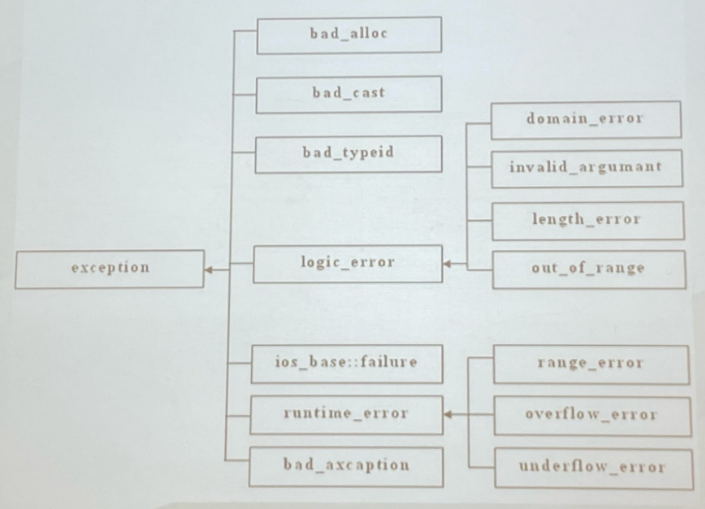 bad_alloc
bad_cast
bad_typeid
exception
logic_error
domain_error
invalid_argumant
length_error
out_of_range
ios_base::failure
runtime_error
bad_axcaption
range_error
overflow_error
underflow_error